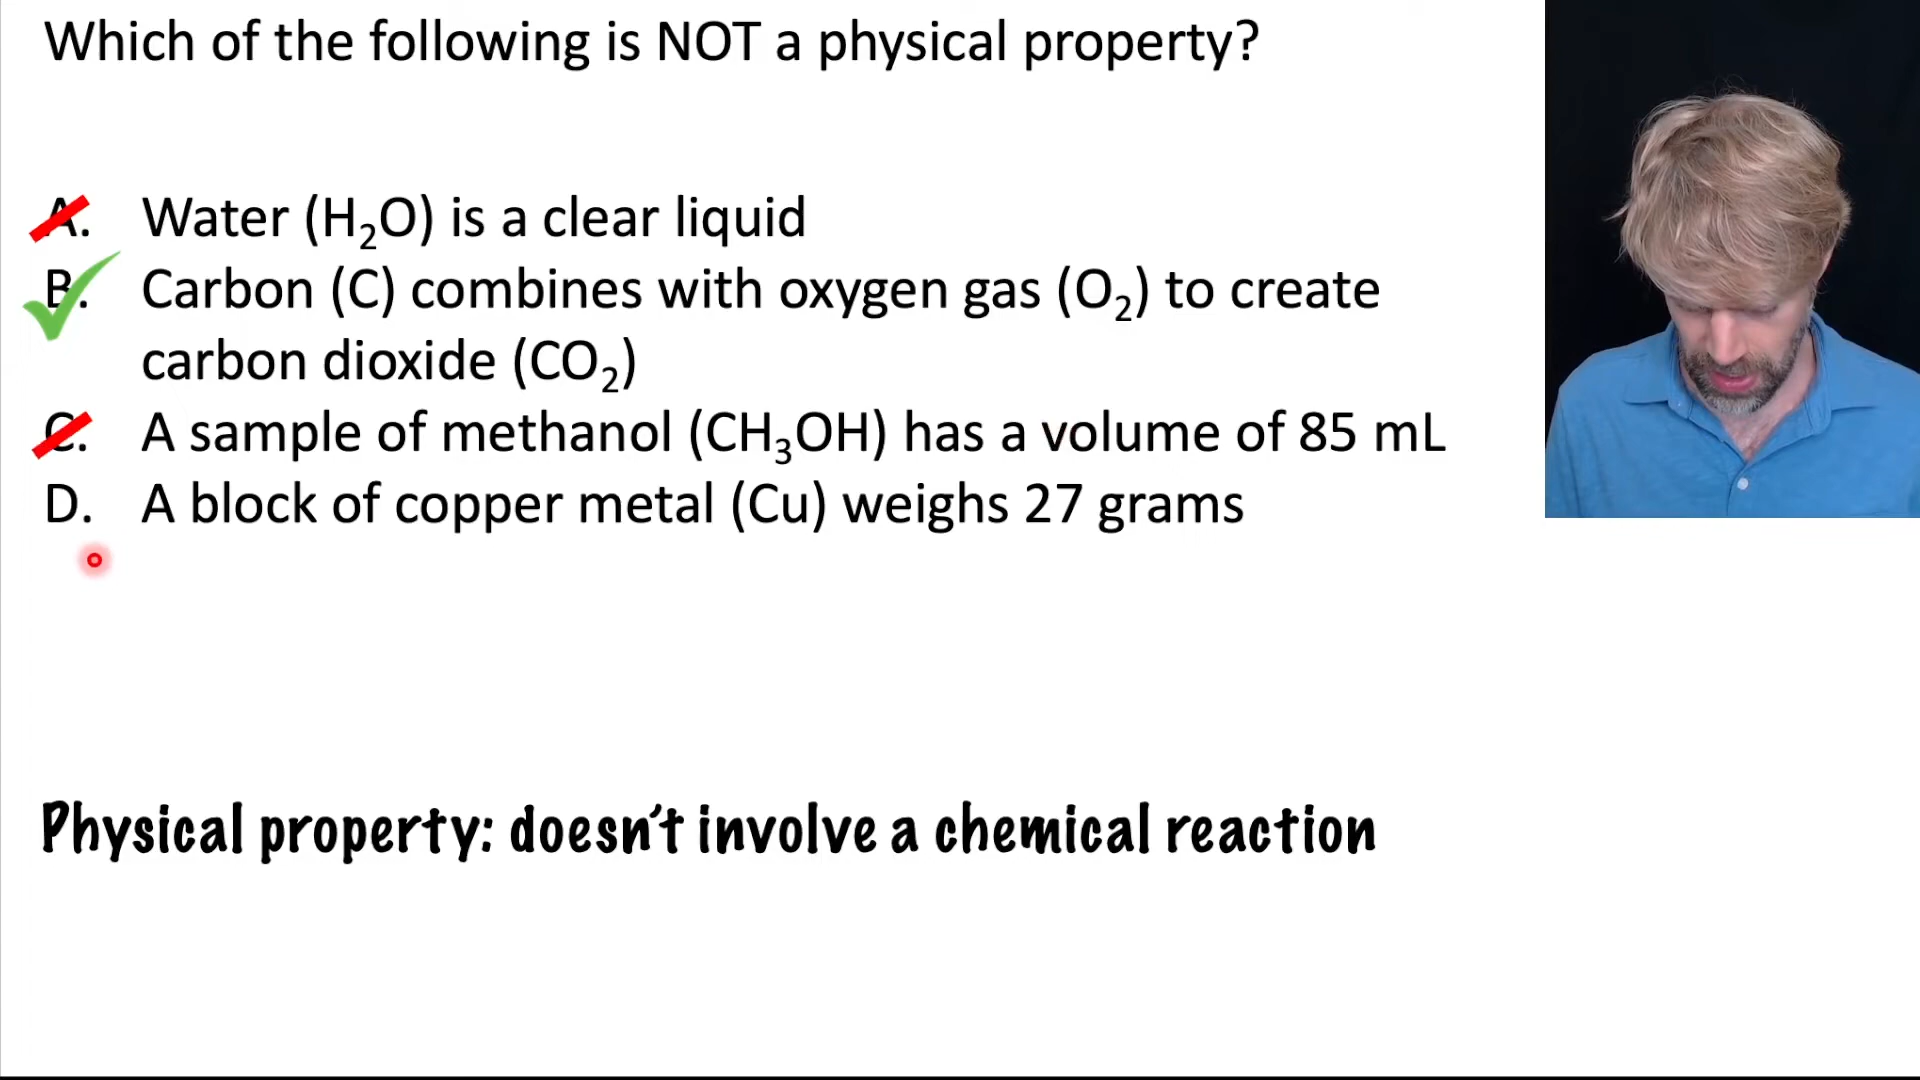 Which of the following is NOT a physical property?
A. Water (H₂O) is a clear liquid
B. Carbon (C) combines with oxygen gas (O₂) to create
carbon dioxide (CO₂)
C. A sample of methanol (CH₃OH) has a volume of 85 mL
D. A block of copper metal (Cu) weighs 27 grams
Physical property: doesn't involve a chemical reaction